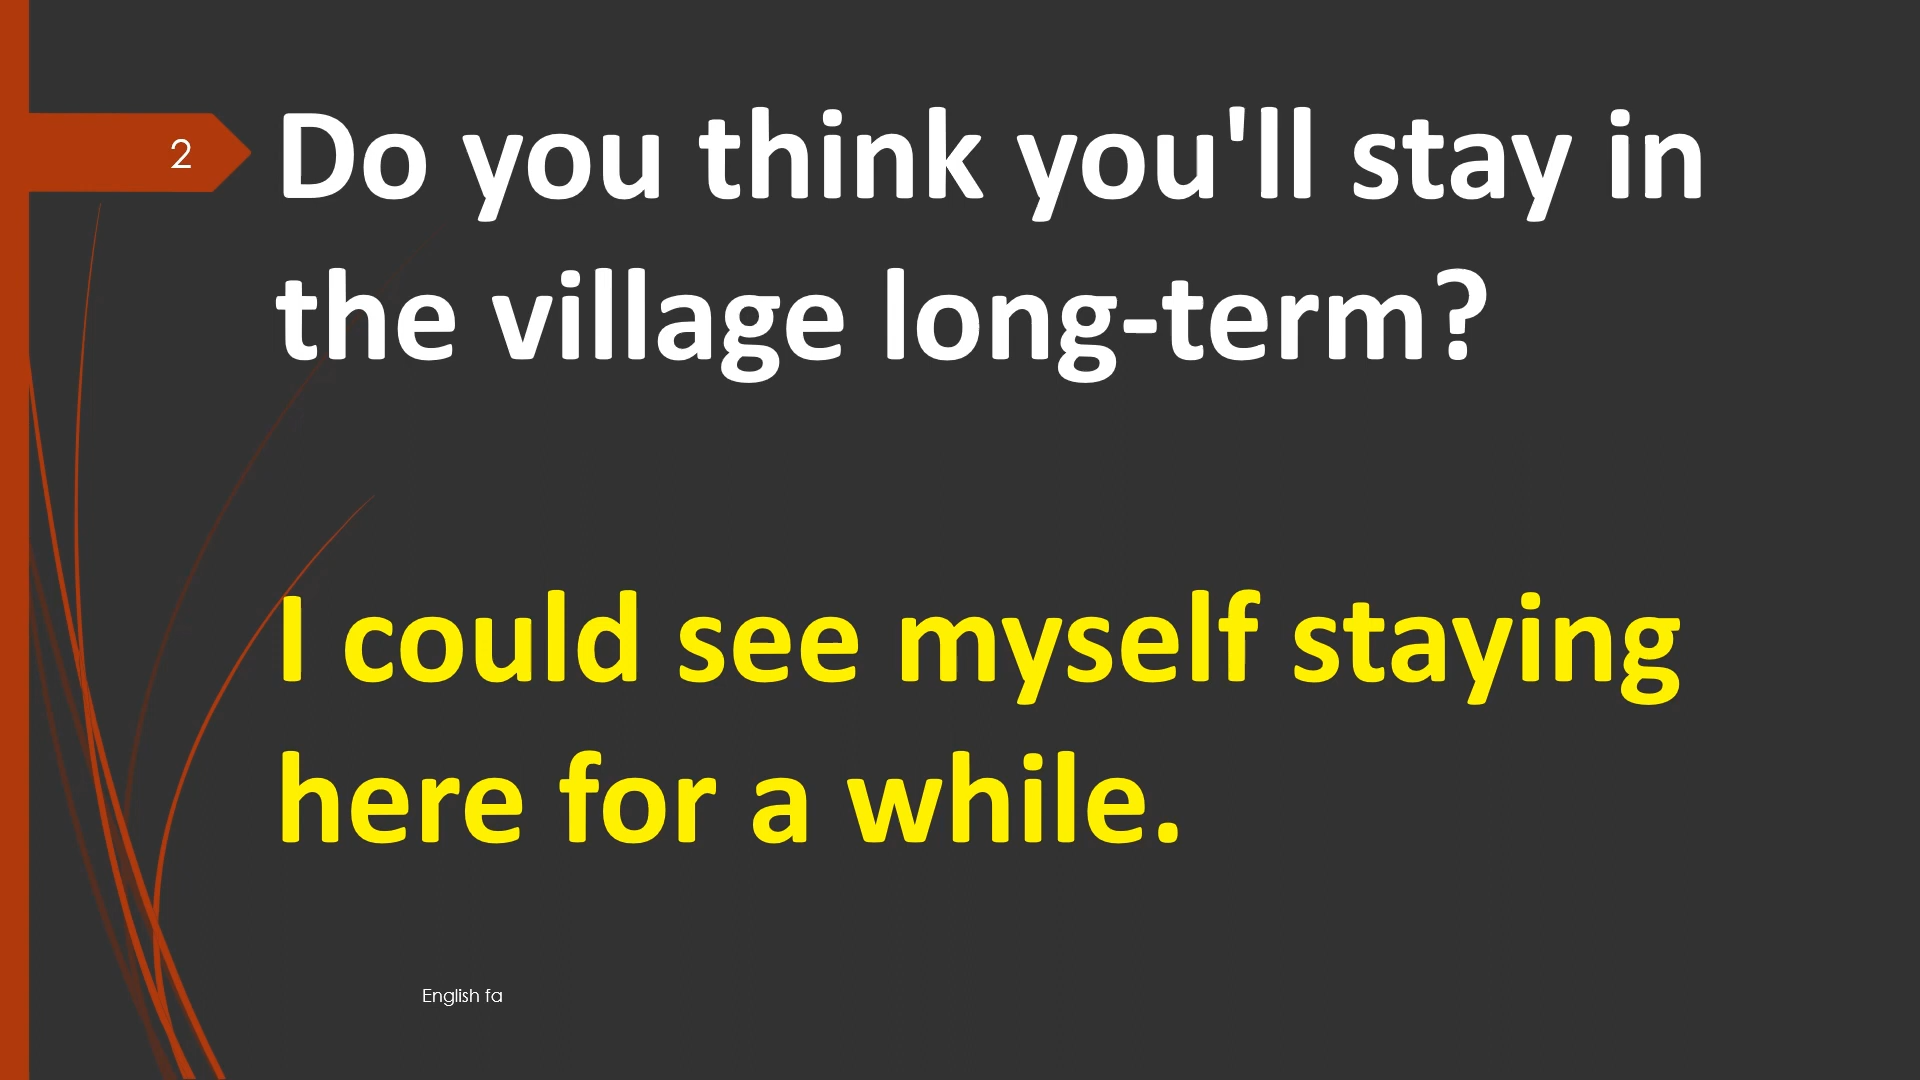 2
Do you think you'll stay in
the village long-term?
I could see myself staying
here for a while.
English fa